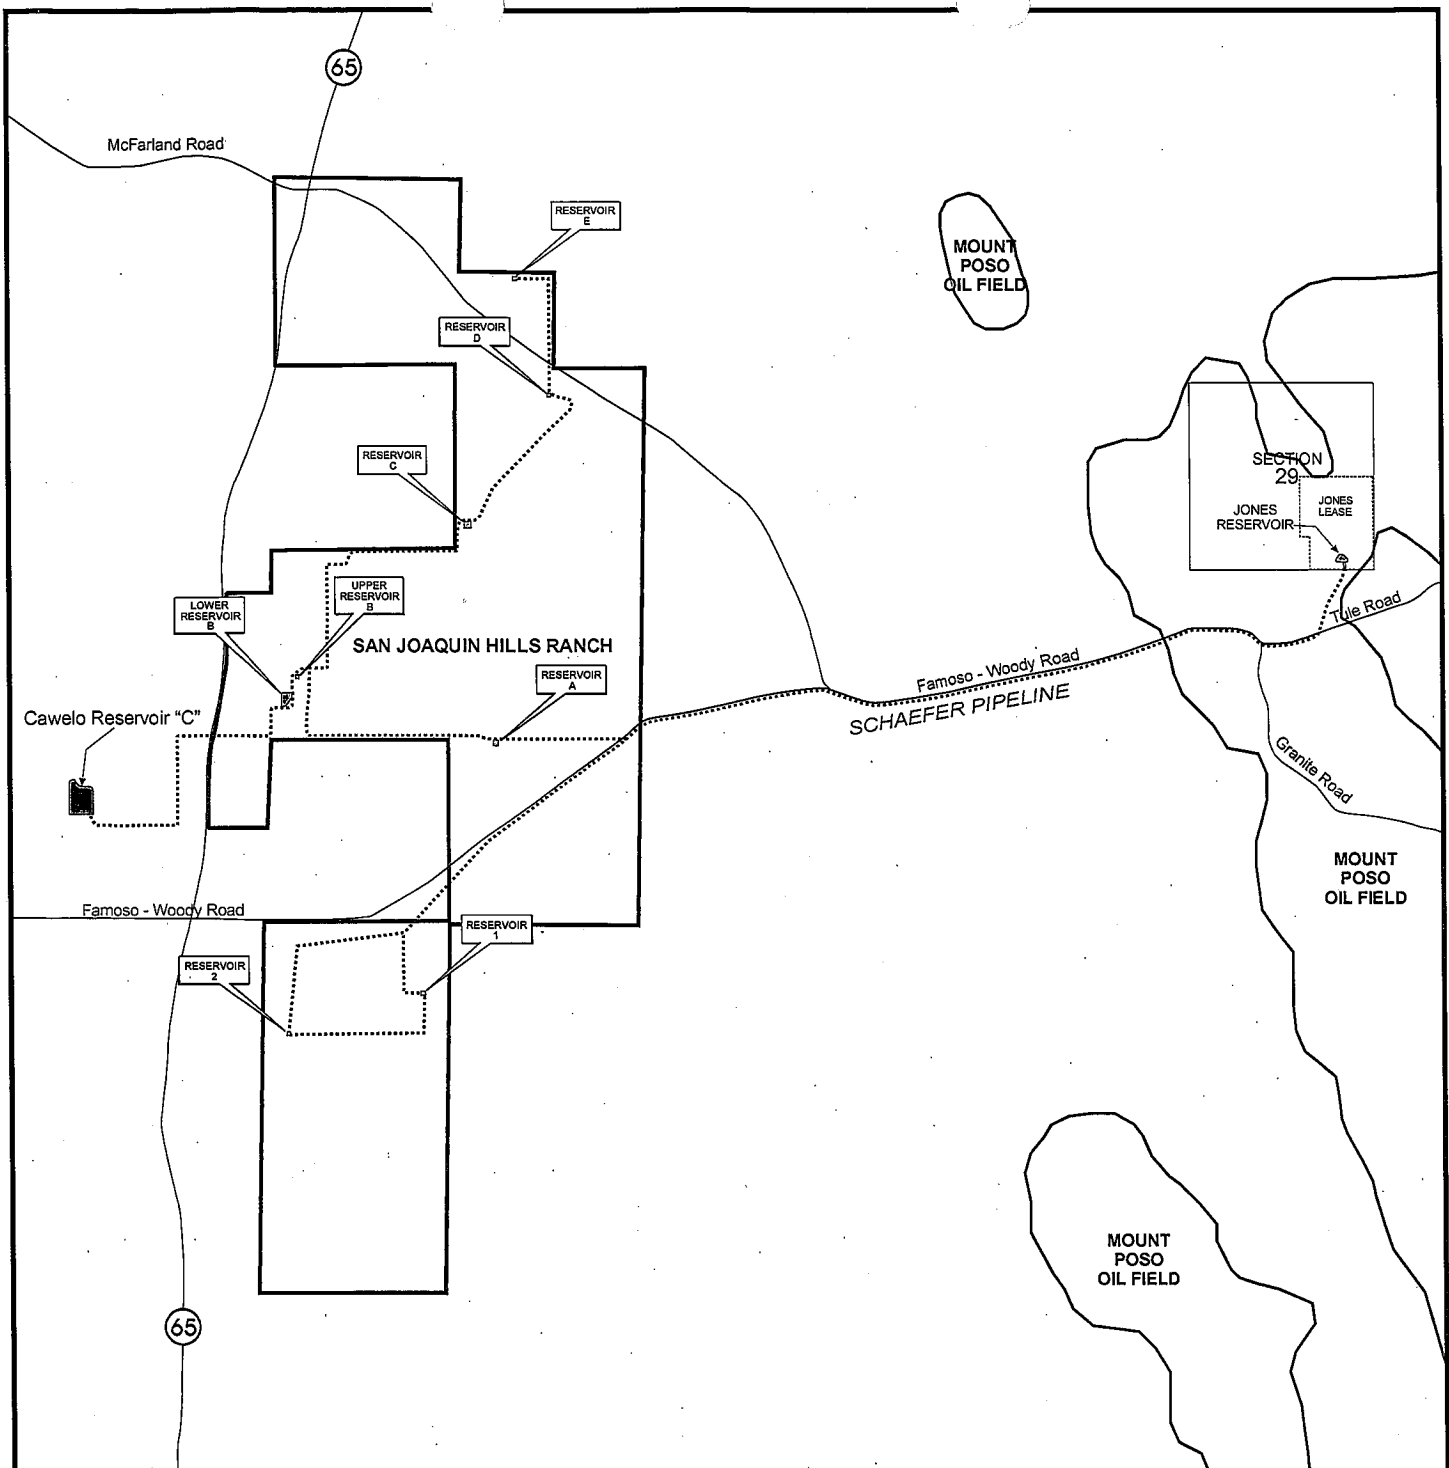 65
McFarland Road
RESERVOIR
E
MOUNT
POSO
OIL FIELD
RESERVOIR
D
RESERVOIR
C
SECTION
29
JONES
LEASE
JONES
RESERVOIR
UPPER
RESERVOIR
B
LOWER
RESERVOIR
B
Tule Road
SAN JOAQUIN HILLS RANCH
Famoso - Woody Road
RESERVOIR
A
SCHAEFER PIPELINE
Cawelo Reservoir "C"
Granite Road
MOUNT
POSO
OIL FIELD
Famoso - Woody Road
RESERVOIR
1
RESERVOIR
2
MOUNT
POSO
OIL FIELD
65